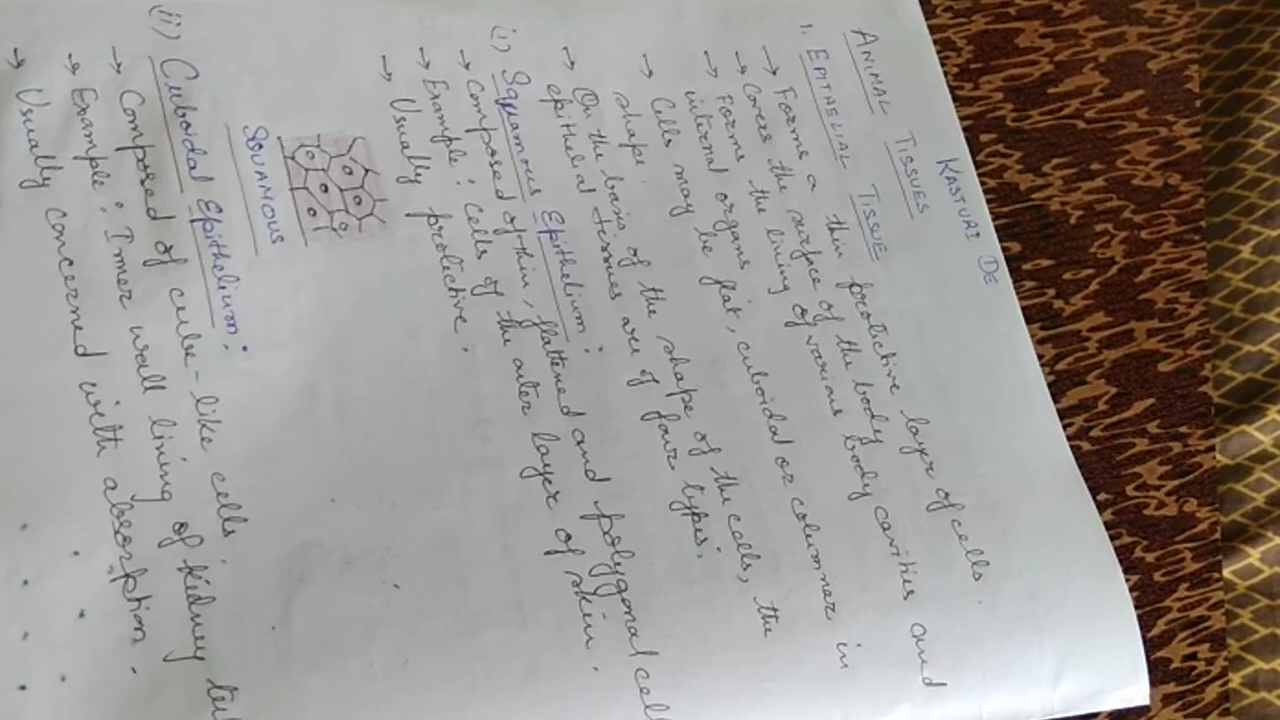 KASTURI DE
ANIMAL TISSUES
1. EPITHELIAL TISSUE
→ Forms a thin protective layer of cells.
→ Covers the surface of the body cavities and
→ Forms the lining of various body
internal organs
→ Cells may be flat, cuboidal or columnar in
shape.
→ On the basis of the shape of the cells, the
epithelial tissues are of four types.
(i) Squamous Epithelium:
→ Composed of thin, flattened and polygonal cell
→ Example: Cells of the outer layer of skin.
→ Usually protective.
SQUAMOUS
(ii) Cuboidal Epithelium:
→ Composed of cube-like cells.
→ Example: Inner wall lining of kidney
→ Usually concerned with absorption.